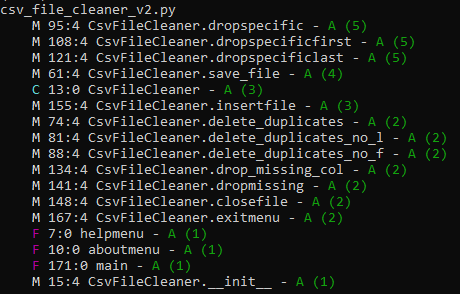 csv_file_cleaner_v2.py
M 95:4 CsvFileCleaner.dropspecific - A (5)
M 108:4 CsvFileCleaner.dropspecificfirst - A (5)
M 121:4 CsvFileCleaner.dropspecificlast - A (5)
M 61:4 CsvFileCleaner.save_file - A (4)
C 13:0 CsvFileCleaner - A (3)
M 155:4 CsvFileCleaner.insertfile - A (3)
M 74:4 CsvFileCleaner.delete_duplicates - A (2)
M 81:4 CsvFileCleaner.delete_duplicates_no_l - A (2)
M 88:4 CsvFileCleaner.delete_duplicates_no_f - A (2)
M 134:4 CsvFileCleaner.drop_missing_col - A (2)
M 141:4 CsvFileCleaner.dropmissing - A (2)
M 148:4 CsvFileCleaner.closefile - A (2)
M 167:4 CsvFileCleaner.exitmenu - A (2)
F 7:0 helpmenu - A (1)
F 10:0 aboutmenu - A (1)
F 171:0 main - A (1)
M 15:4 CsvFileCleaner.__init__ - A (1)